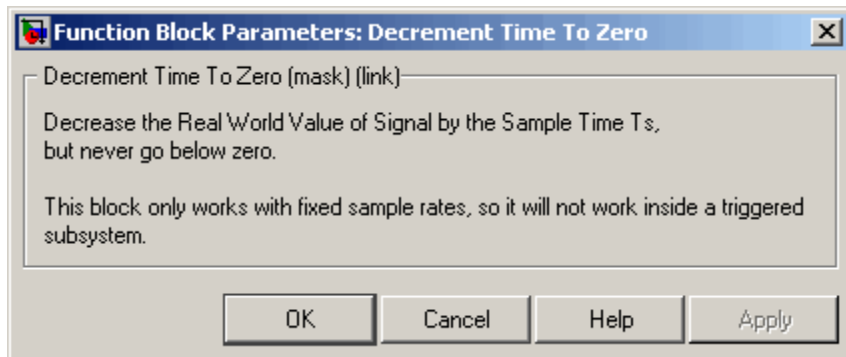 Function Block Parameters: Decrement Time To Zero
Decrement Time To Zero (mask) (link)
Decrease the Real World Value of Signal by the Sample Time Ts,
but never go below zero.
This block only works with fixed sample rates, so it will not work inside a triggered
subsystem.
OK Cancel Help Apply